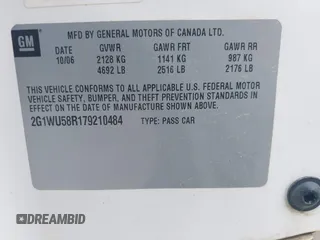 GM
MFD BY GENERAL MOTORS OF CANADA LTD.
DATE GVWR GAWR FRT GAWR RR
10/06 2128 KG 1141 KG 987 KG
4692 LB 2516 LB 2176 LB
THIS VEHICLE CONFORMS TO ALL APPLICABLE U.S. FEDERAL MOTOR
VEHICLE SAFETY, BUMPER, AND THEFT PREVENTION STANDARDS
IN EFFECT ON THE DATE OF MANUFACTURE SHOWN ABOVE.
2G1WU58R179210484 TYPE: PASS CAR
DREAMBID